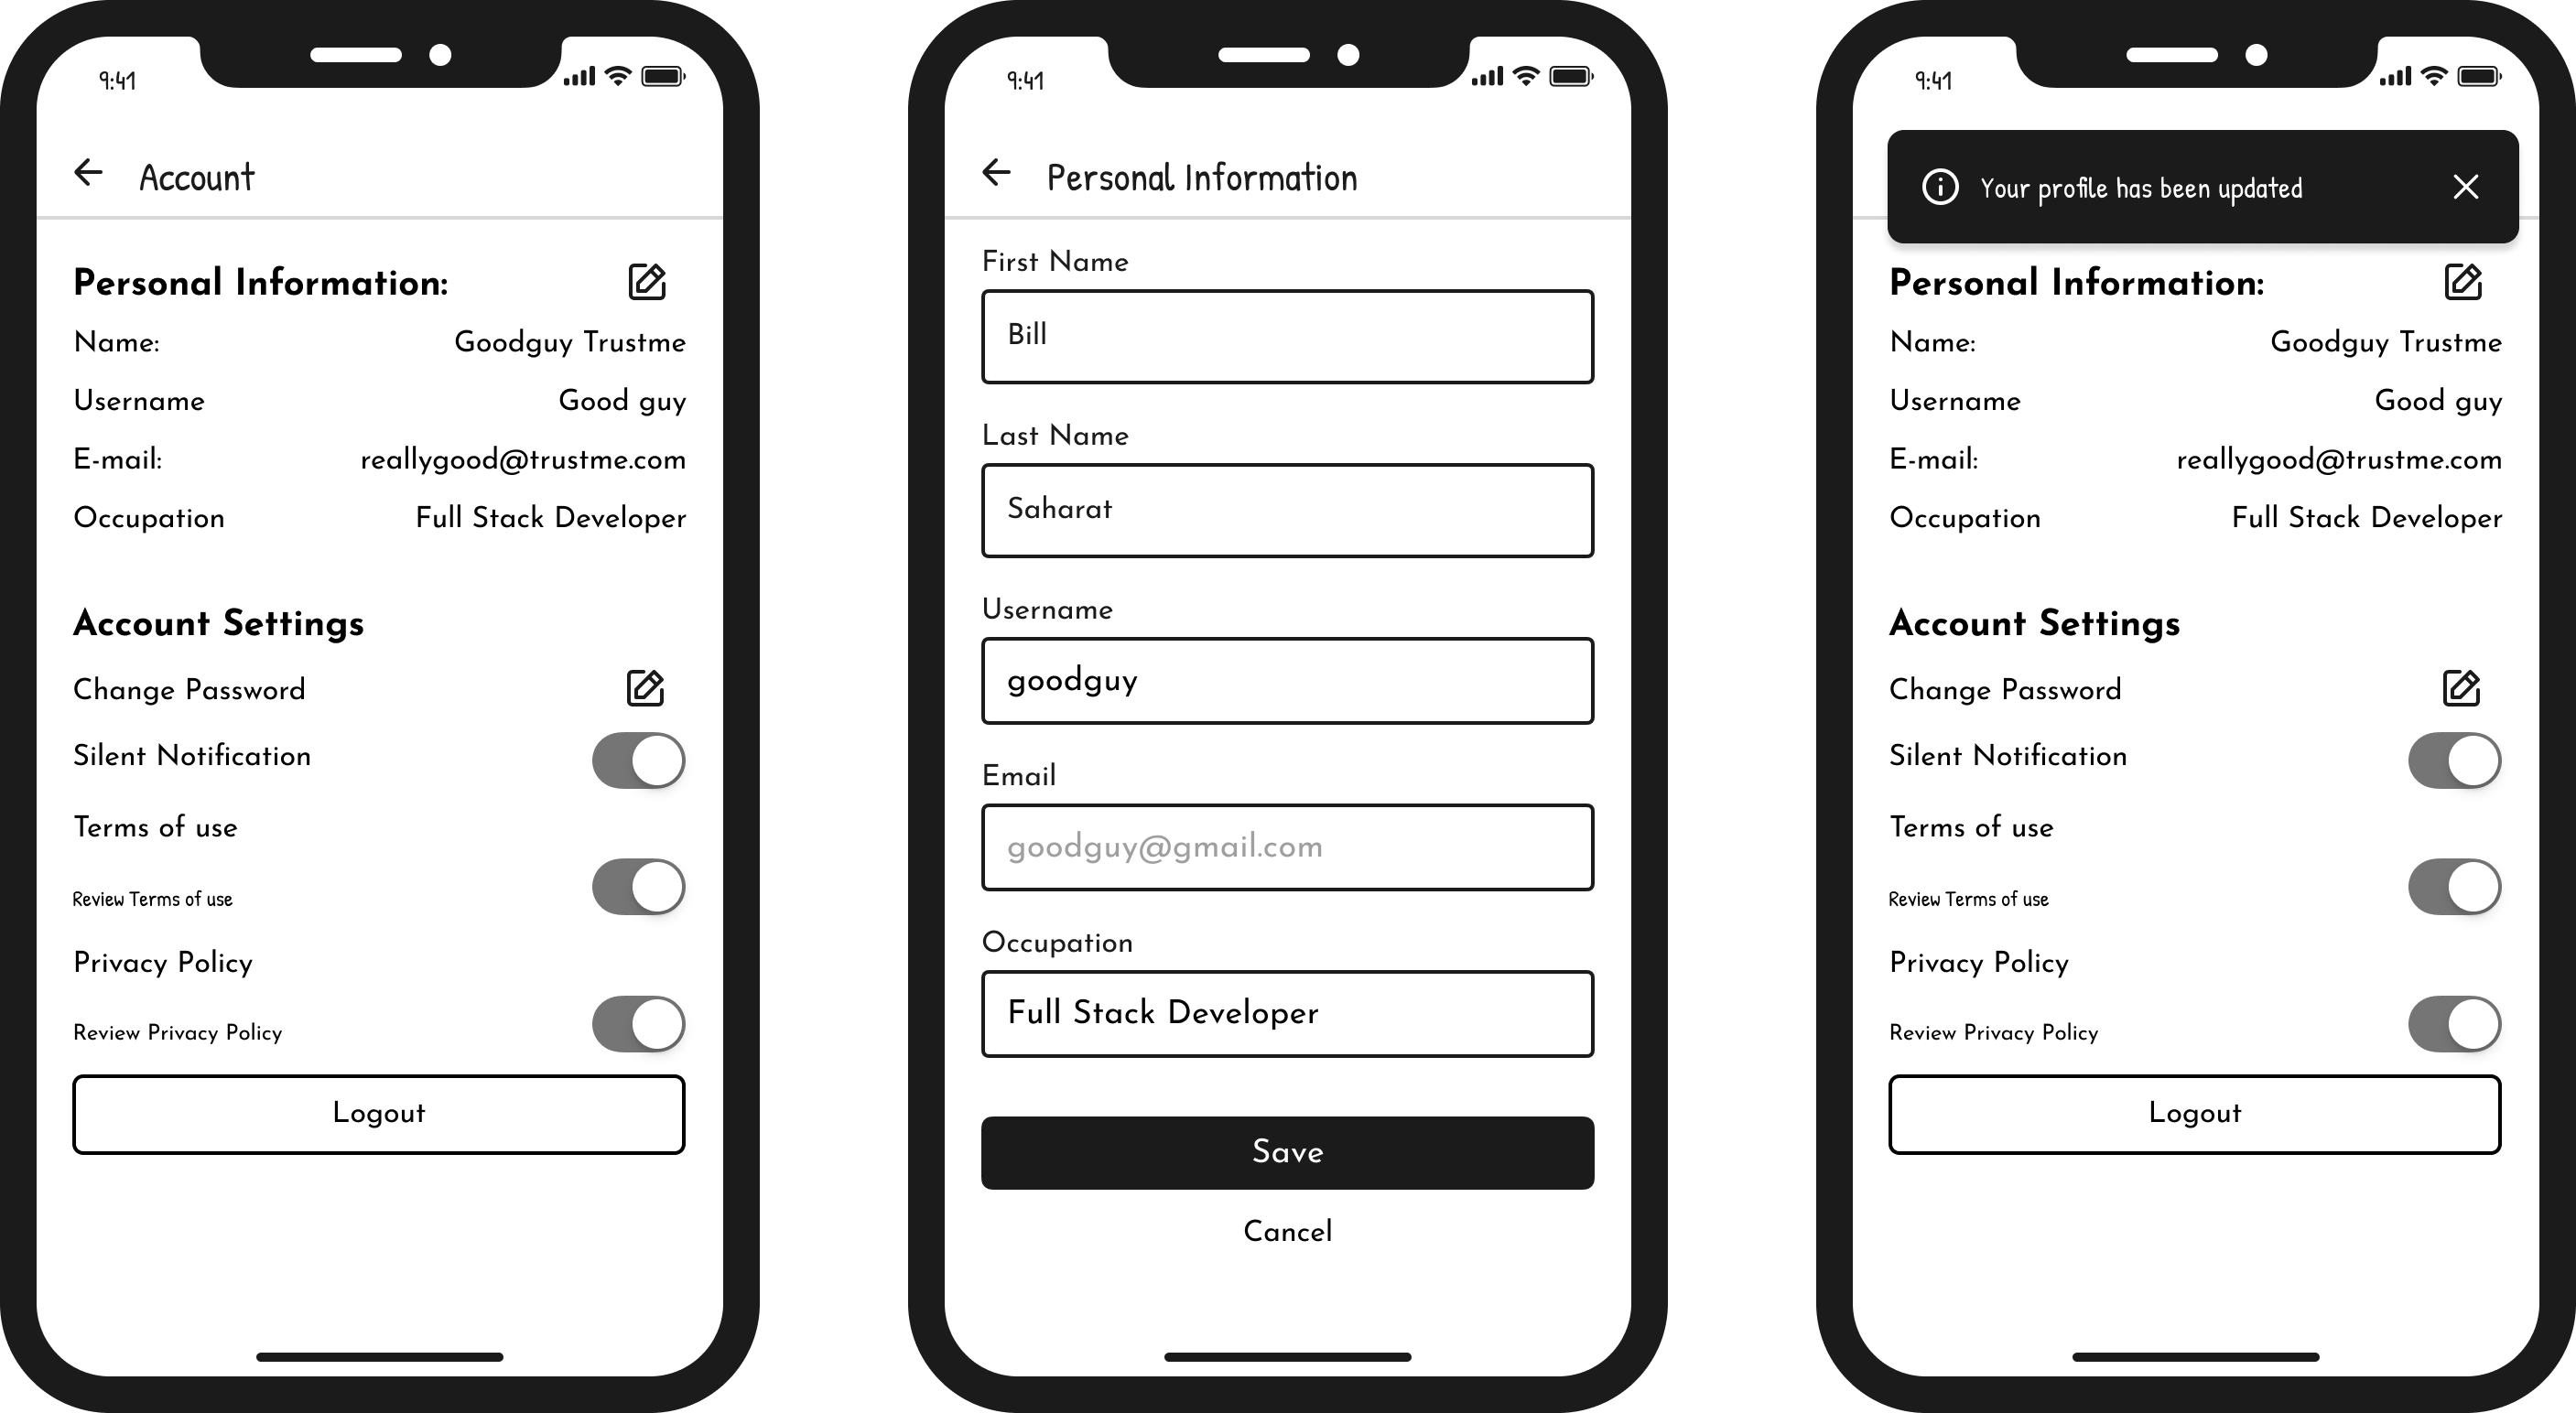 9:41
Account
Personal Information:
Name: Goodguy Trustme
Username Good guy
E-mail: reallygood@trustme.com
Occupation Full Stack Developer
Account Settings
Change Password
Silent Notification
Terms of use
Review Terms of use
Privacy Policy
Review Privacy Policy
Logout
9:41
Personal Information
First Name
Bill
Last Name
Saharat
Username
goodguy
Email
goodguy@gmail.com
Occupation
Full Stack Developer
Save
Cancel
9:41
Your profile has been updated
Personal Information:
Name: Goodguy Trustme
Username Good guy
E-mail: reallygood@trustme.com
Occupation Full Stack Developer
Account Settings
Change Password
Silent Notification
Terms of use
Review Terms of use
Privacy Policy
Review Privacy Policy
Logout